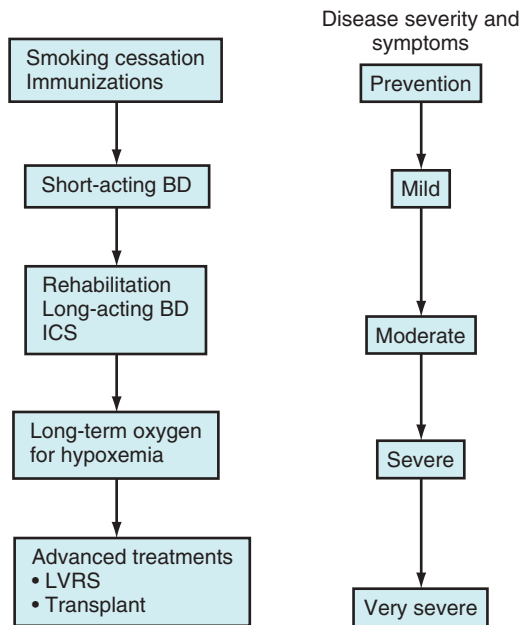 Smoking cessation
Immunizations
Short-acting BD
Rehabilitation
Long-acting BD
ICS
Long-term oxygen
for hypoxemia
Advanced treatments
• LVRS
• Transplant
Disease severity and
symptoms
Prevention
Mild
Moderate
Severe
Very severe